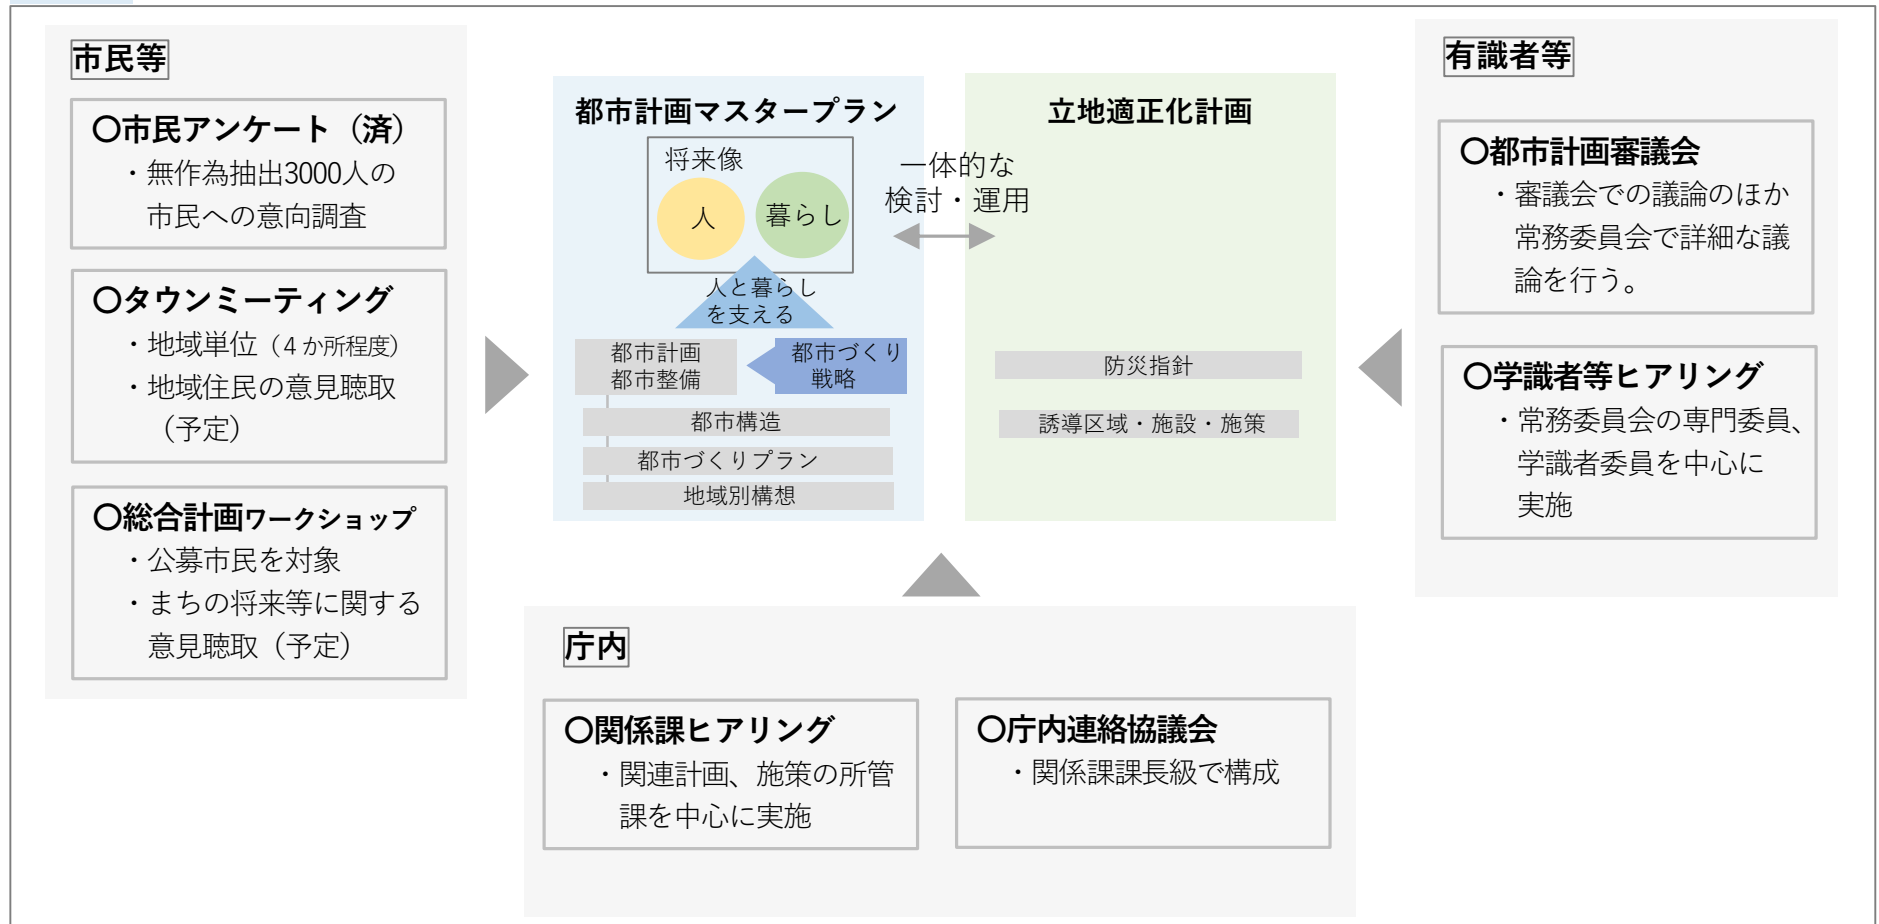 市民等
〇市民アンケート（済）
・無作為抽出3000人の
市民への意向調査
〇タウンミーティング
・地域単位（４か所程度）
・地域住民の意見聴取
（予定）
〇総合計画ワークショップ
・公募市民を対象
・まちの将来等に関する
意見聴取（予定）
都市計画マスタープラン
将来像
人
暮らし
人と暮らし
を支える
都市計画
都市整備
都市づくり
戦略
都市構造
都市づくりプラン
地域別構想
一体的な
検討・運用
立地適正化計画
防災指針
誘導区域・施設・施策
有識者等
〇都市計画審議会
・審議会での議論のほか
常務委員会で詳細な議
論を行う。
〇学識者等ヒアリング
・常務委員会の専門委員、
学識者委員を中心に
実施
庁内
〇関係課ヒアリング
・関連計画、施策の所管
課を中心に実施
〇庁内連絡協議会
・関係課課長級で構成